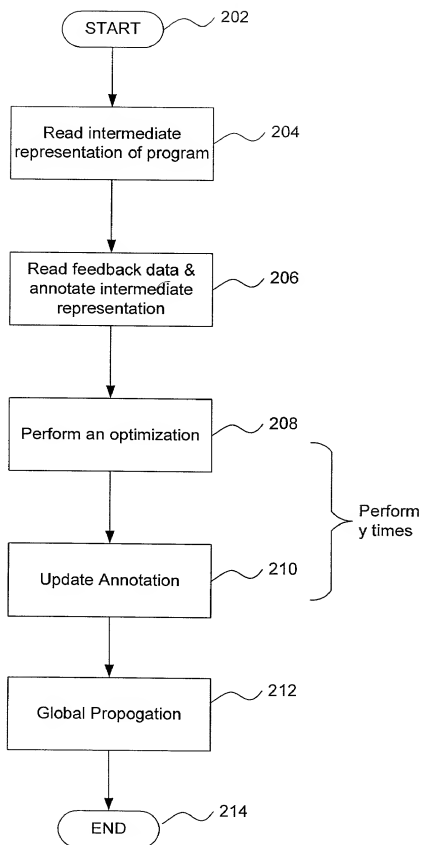 START
202
Read intermediate
representation of program
204
Read feedback data &
annotate intermediate
representation
206
Perform an optimization
208
Perform
y times
Update Annotation
210
Global Propogation
212
END
214